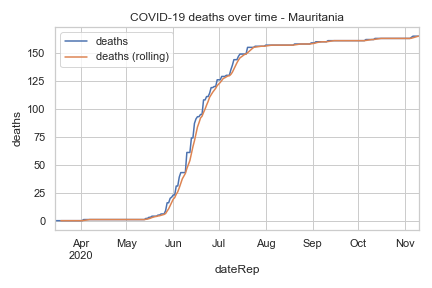 COVID-19 deaths over time - Mauritania
deaths
deaths (rolling)
deaths
150
125
100
75
50
25
0
Apr
2020
May
Jun
Jul
Aug
Sep
Oct
Nov
dateRep